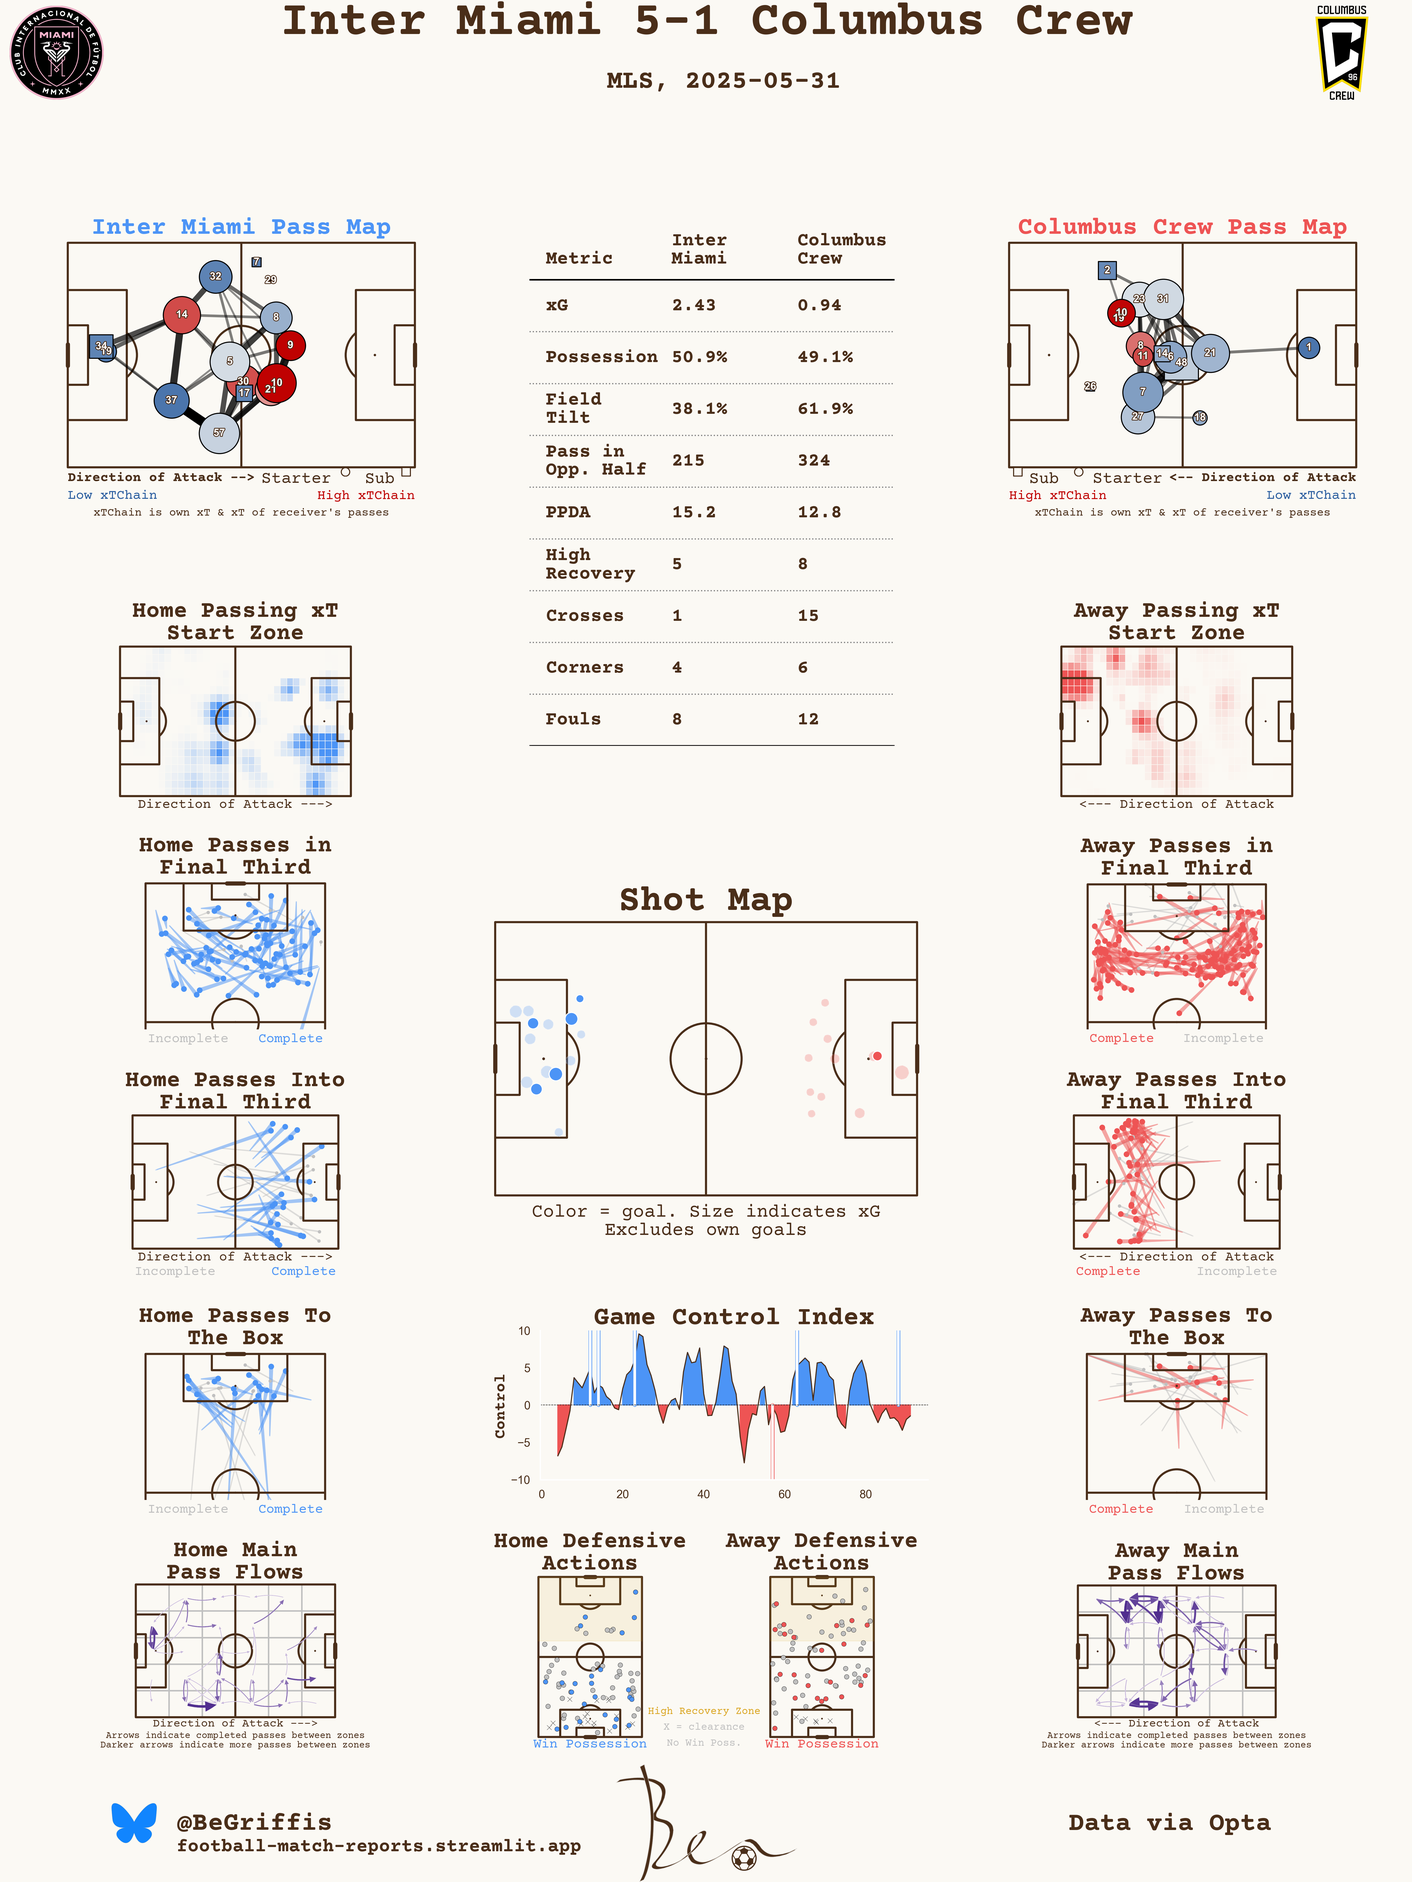 Inter Miami 5-1 Columbus Crew
MLS, 2025-05-31
CLUB INTERNACIONAL DE FÚTBOL
MIAMI
MMXX
COLUMBUS
96
CREW
Inter Miami Pass Map
32
7
29
14
8
34
19
9
5
30
10
17
21
37
57
Direction of Attack --> Starter Sub
Low xTChain High xTChain
xTChain is own xT & xT of receiver's passes
Metric Inter Miami Columbus Crew
xG 2.43 0.94
Possession 50.9% 49.1%
Field Tilt 38.1% 61.9%
Pass in Opp. Half 215 324
PPDA 15.2 12.8
High Recovery 5 8
Crosses 1 15
Corners 4 6
Fouls 8 12
Columbus Crew Pass Map
2
23
31
10
19
8
11
14
6
48
21
1
26
7
27
18
Sub Starter <-- Direction of Attack
High xTChain Low xTChain
xTChain is own xT & xT of receiver's passes
Home Passing xT
Start Zone
Direction of Attack --->
Away Passing xT
Start Zone
<--- Direction of Attack
Home Passes in
Final Third
Incomplete Complete
Away Passes in
Final Third
Complete Incomplete
Shot Map
Color = goal. Size indicates xG
Excludes own goals
Home Passes Into
Final Third
Direction of Attack --->
Incomplete Complete
Away Passes Into
Final Third
<--- Direction of Attack
Complete Incomplete
Home Passes To
The Box
Incomplete Complete
Game Control Index
Control
10
5
0
−5
−10
0 20 40 60 80
Away Passes To
The Box
Complete Incomplete
Home Main
Pass Flows
Direction of Attack --->
Arrows indicate completed passes between zones
Darker arrows indicate more passes between zones
Home Defensive
Actions
Win Possession
Away Defensive
Actions
Win Possession
High Recovery Zone
X = clearance
No Win Poss.
Away Main
Pass Flows
<--- Direction of Attack
Arrows indicate completed passes between zones
Darker arrows indicate more passes between zones
@BeGriffis
football-match-reports.streamlit.app
Ben
Data via Opta